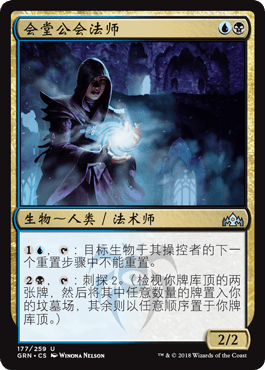 会堂公会法师
生物～人类／法术师
1，：目标生物于其操控者的下一
个重置步骤中不能重置。
2，：刺探2。（检视你牌库顶的两
张牌，然后将其中任意数量的牌置入你
的坟墓场，其余则以任意顺序置于你牌
库顶。）
2/2
177/259 U
GRN • CS WINONA NELSON
™ & © 2018 Wizards of the Coast